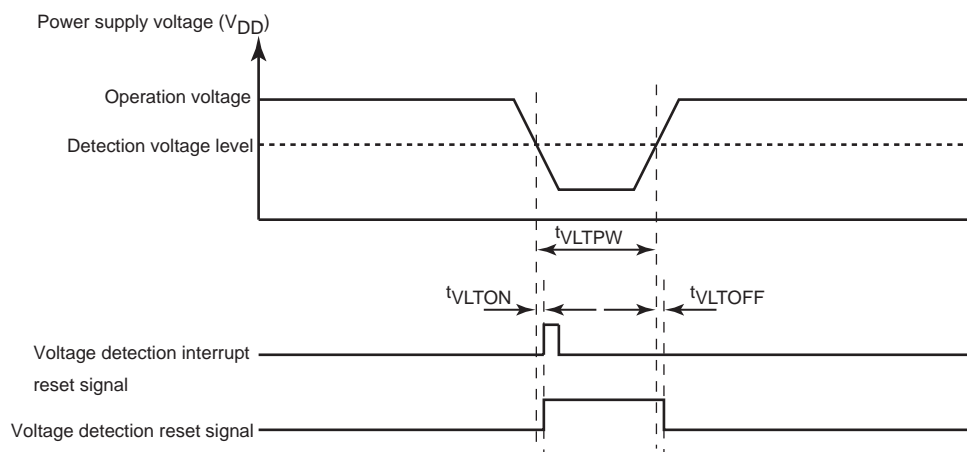 Power supply voltage (VDD)
Operation voltage
Detection voltage level
tVLTPW
tVLTON
tVLTOFF
Voltage detection interrupt
reset signal
Voltage detection reset signal